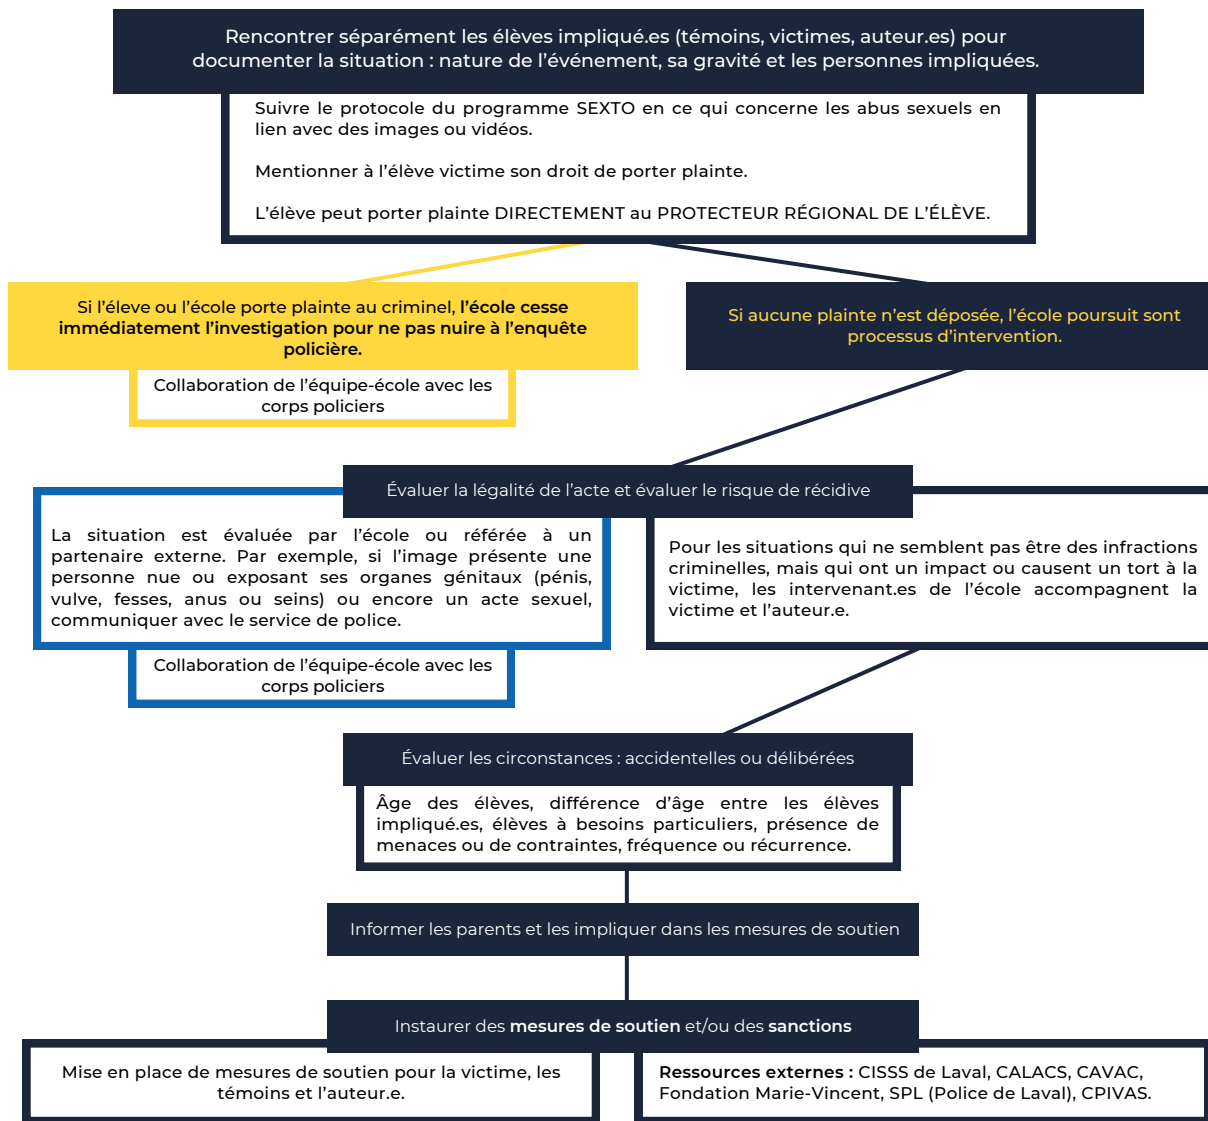 Rencontrer séparément les élèves impliqué.es (témoins, victimes, auteur.es) pour
documenter la situation : nature de l’événement, sa gravité et les personnes impliquées.
Suivre le protocole du programme SEXTO en ce qui concerne les abus sexuels en
lien avec des images ou vidéos.
Mentionner à l’élève victime son droit de porter plainte.
L’élève peut porter plainte DIRECTEMENT au PROTECTEUR RÉGIONAL DE L’ÉLÈVE.
Si l’éleve ou l’école porte plainte au criminel, l’école cesse
immédiatement l’investigation pour ne pas nuire à l’enquête
policière.
Collaboration de l’équipe-école avec les
corps policiers
Si aucune plainte n’est déposée, l’école poursuit sont
processus d’intervention.
Évaluer la légalité de l’acte et évaluer le risque de récidive
La situation est évaluée par l’école ou référée à un
partenaire externe. Par exemple, si l’image présente une
personne nue ou exposant ses organes génitaux (pénis,
vulve, fesses, anus ou seins) ou encore un acte sexuel,
communiquer avec le service de police.
Collaboration de l’équipe-école avec les
corps policiers
Pour les situations qui ne semblent pas être des infractions
criminelles, mais qui ont un impact ou causent un tort à la
victime, les intervenant.es de l’école accompagnent la
victime et l’auteur.e.
Évaluer les circonstances : accidentelles ou délibérées
Âge des élèves, différence d’âge entre les élèves
impliqué.es, élèves à besoins particuliers, présence de
menaces ou de contraintes, fréquence ou récurrence.
Informer les parents et les impliquer dans les mesures de soutien
Instaurer des mesures de soutien et/ou des sanctions
Mise en place de mesures de soutien pour la victime, les
témoins et l’auteur.e.
Ressources externes : CISSS de Laval, CALACS, CAVAC,
Fondation Marie-Vincent, SPL (Police de Laval), CPIVAS.